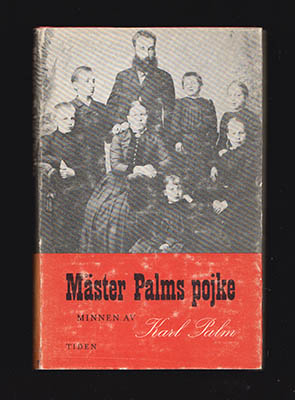 Mäster Palms pojke
MINNEN AV
Karl Palm
TIDEN